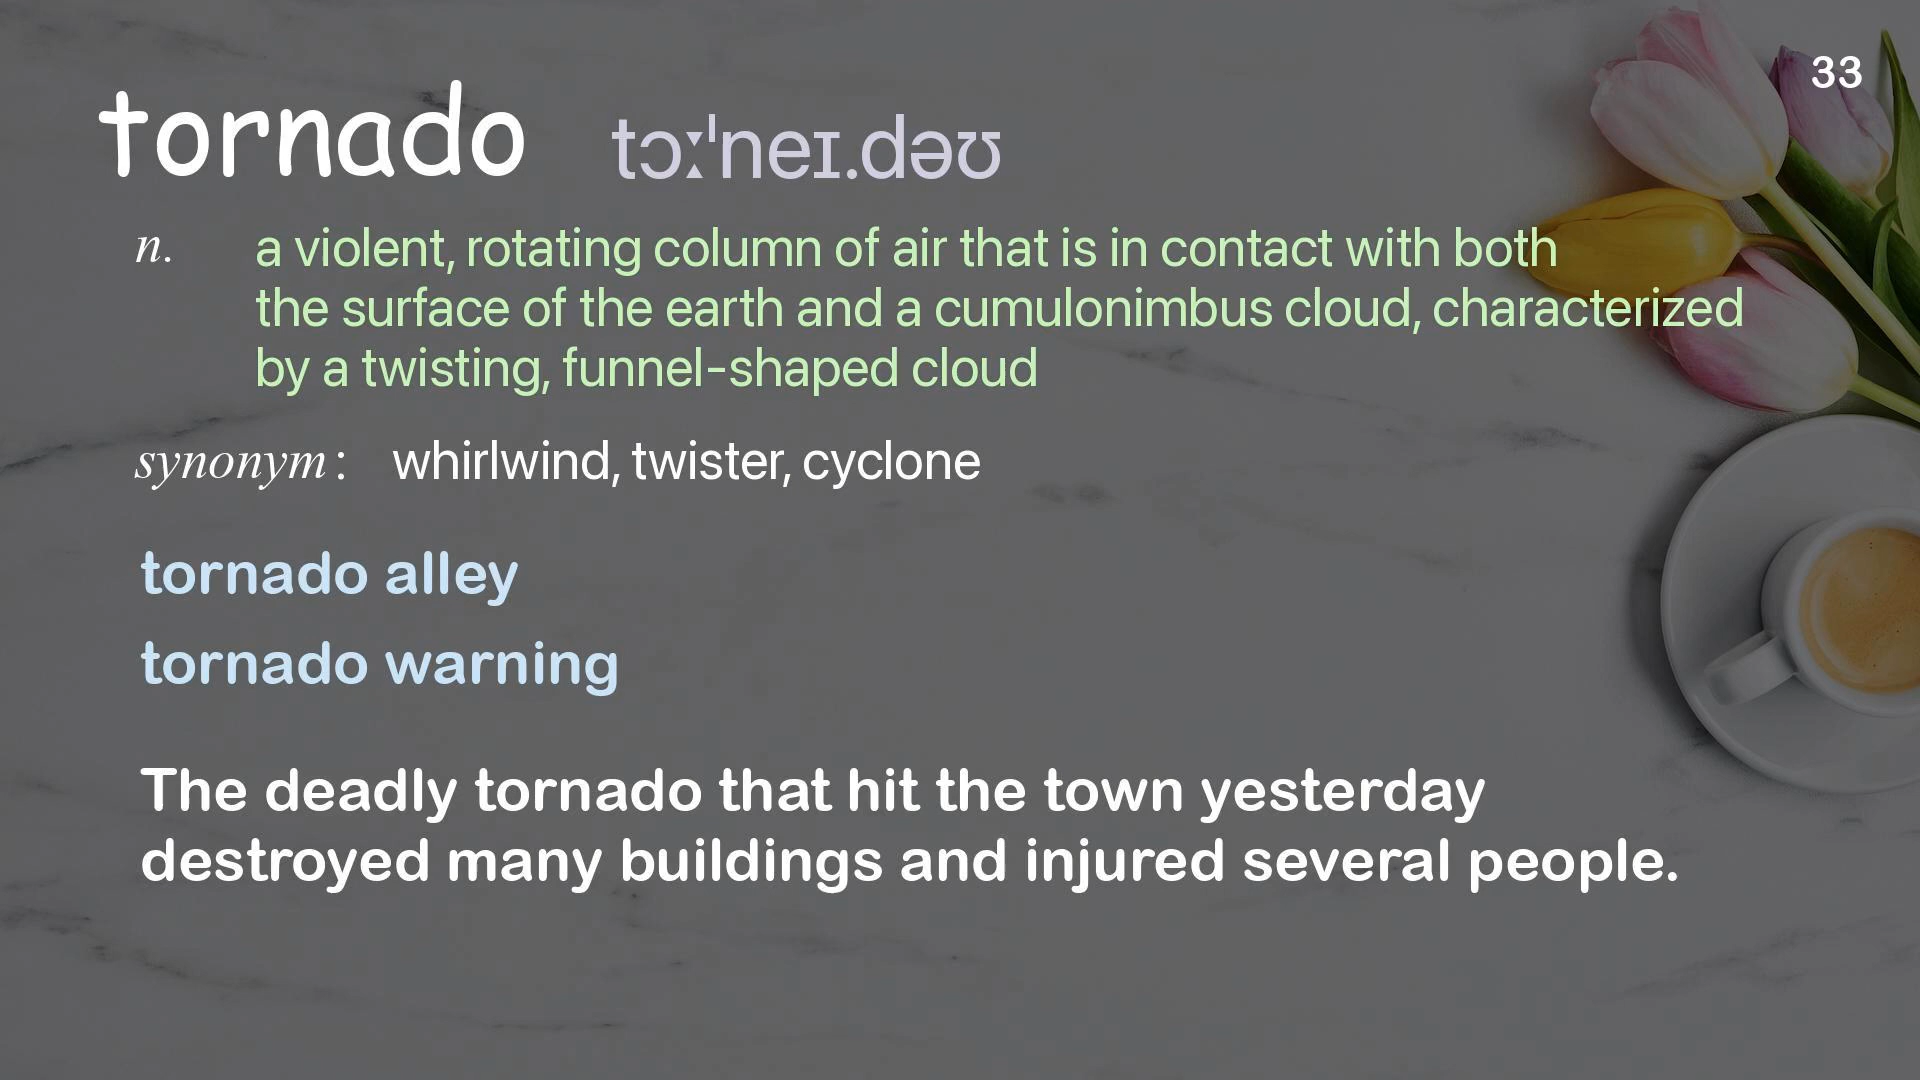 33
tornado tɔːˈneɪ.dəʊ
n. a violent, rotating column of air that is in contact with both
the surface of the earth and a cumulonimbus cloud, characterized
by a twisting, funnel-shaped cloud
synonym : whirlwind, twister, cyclone
tornado alley
tornado warning
The deadly tornado that hit the town yesterday
destroyed many buildings and injured several people.